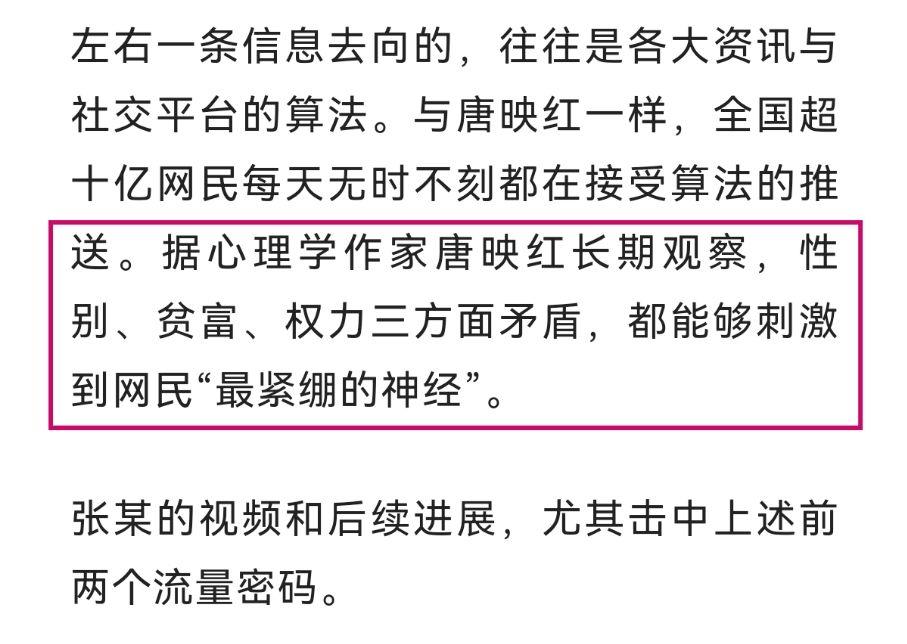 左右一条信息去向的，往往是各大资讯与
社交平台的算法。与唐映红一样，全国超
十亿网民每天无时不刻都在接受算法的推
送。据心理学作家唐映红长期观察，性
别、贫富、权力三方面矛盾，都能够刺激
到网民“最紧绷的神经”。
张某的视频和后续进展，尤其击中上述前
两个流量密码。